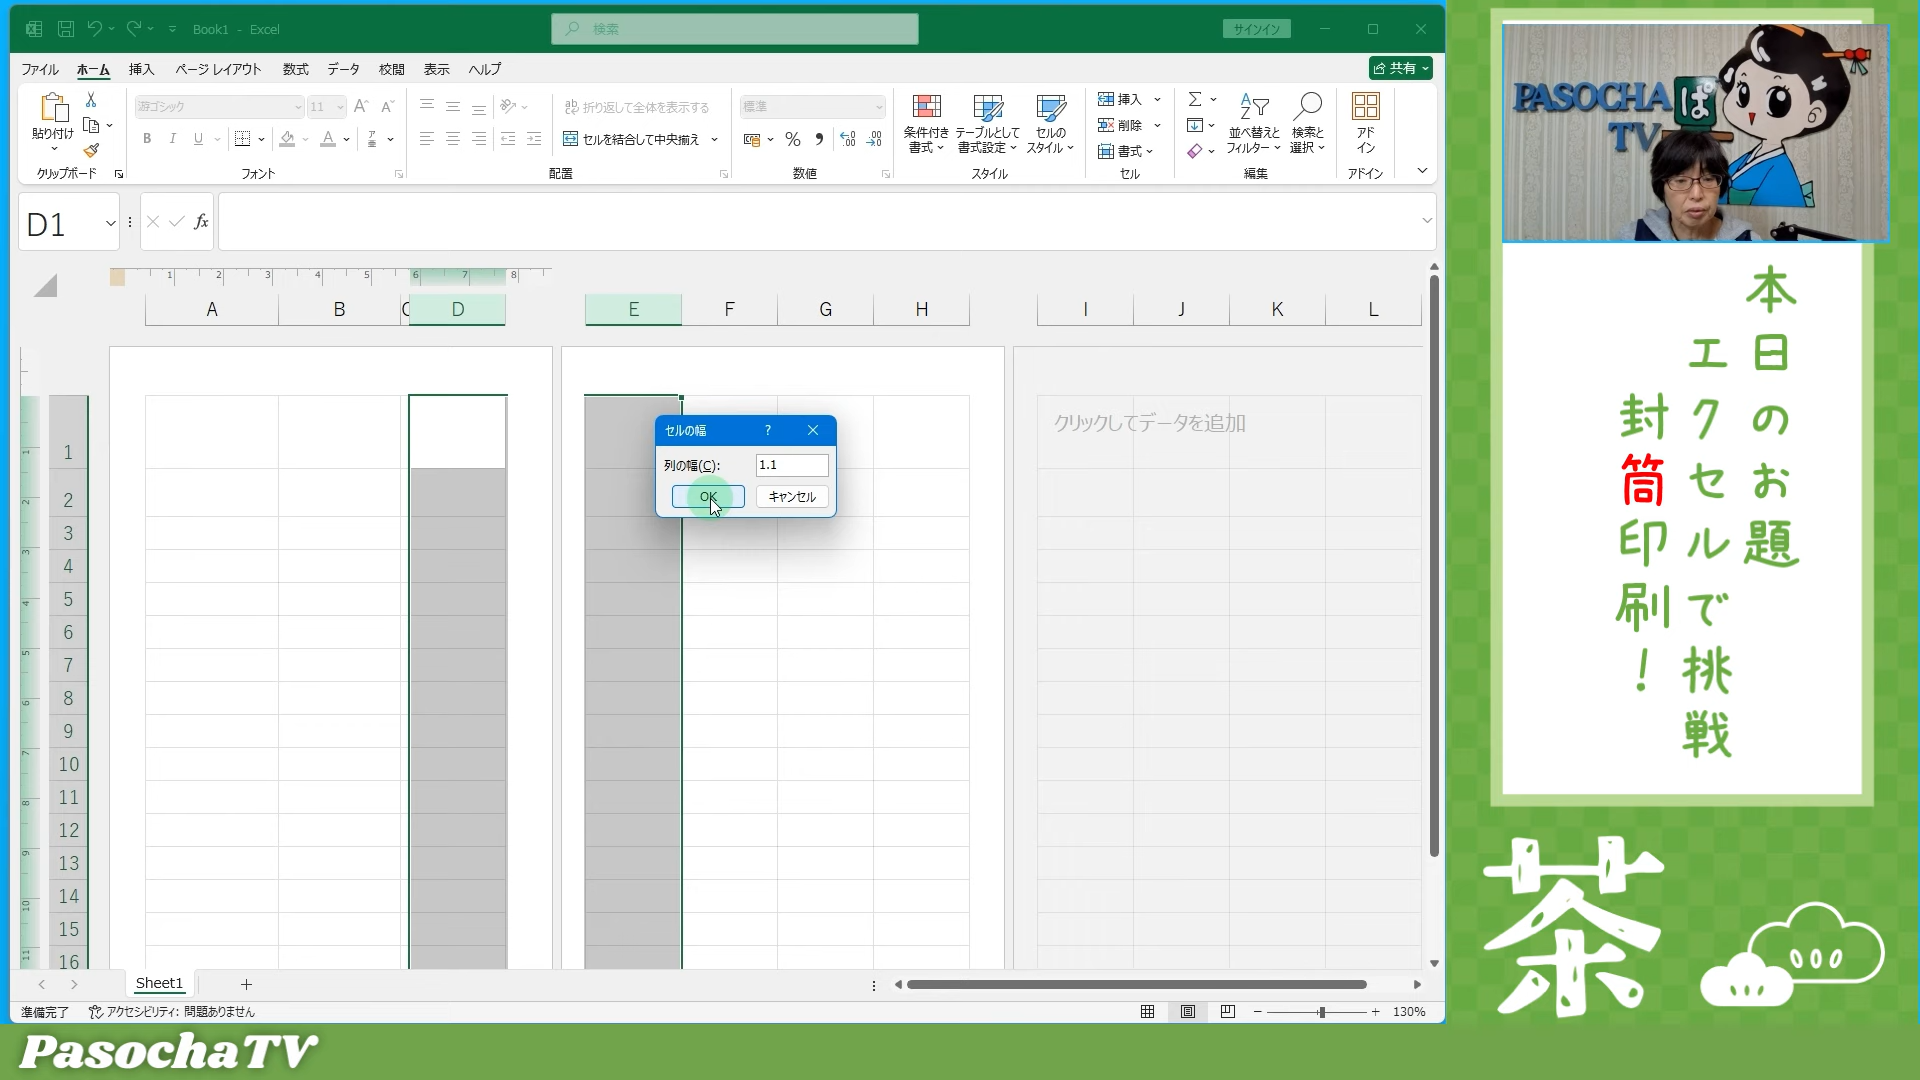 Book1 - Excel
検索
サインイン
ファイル ホーム 挿入 ページ レイアウト 数式 データ 校閲 表示 ヘルプ
共有
貼り付け
クリップボード
游ゴシック 11
B I U
フォント
折り返して全体を表示する
セルを結合して中央揃え
配置
標準
数値
条件付き書式
テーブルとして書式設定
セルのスタイル
スタイル
挿入
削除
書式
セル
並べ替えとフィルター
検索と選択
編集
アドイン
アドイン
D1
fx
1 2 3 4 5 6 7 8
A B C D E F G H I J K L
セルの幅 ?
列の幅(C): 1.1
OK キャンセル
クリックしてデータを追加
1
2
3
4
5
6
7
8
9
10
11
12
13
14
15
16
Sheet1
準備完了 アクセシビリティ: 問題ありません
130%
PASOCHA
TV
ぱ
本日のお題
エクセルで挑戦
封筒印刷!
茶
PasochaTV